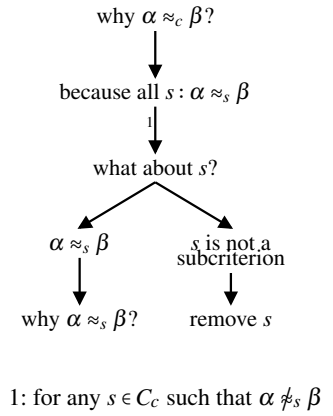 why α ≈c β?
because all s : α ≈s β
1
what about s?
α ≈s β
s is not a
subcriterion
why α ≈s β?
remove s
1: for any s ∈ Cc such that α ≉s β